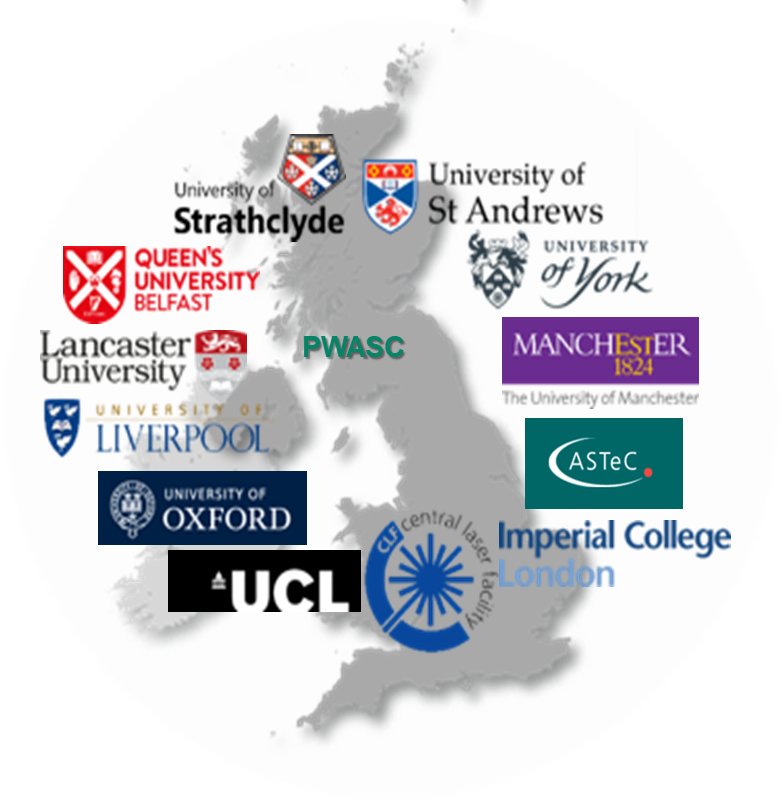 University of
Strathclyde
University of
St Andrews
QUEEN'S
UNIVERSITY
BELFAST
UNIVERSITY
of York
Lancaster
University
PWASC
MANCHESTER
1824
The University of Manchester
UNIVERSITY OF
LIVERPOOL
ASTeC
UNIVERSITY OF
OXFORD
CLF central laser facility
Imperial College
London
UCL